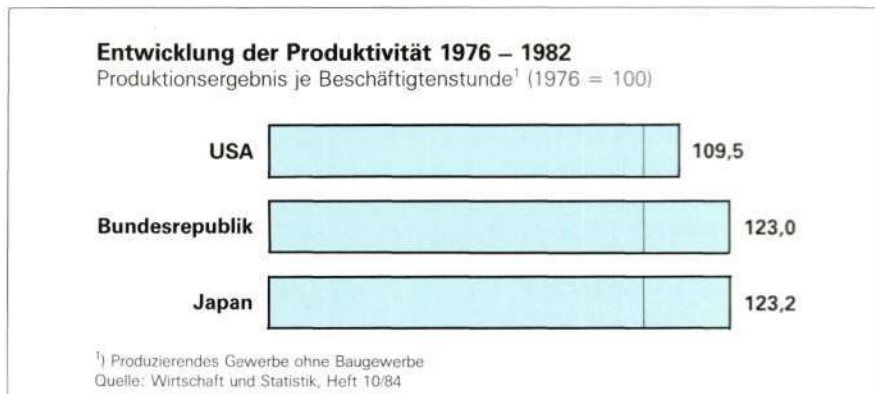 Entwicklung der Produktivität 1976 – 1982
Produktionsergebnis je Beschäftigtenstunde¹ (1976 = 100)
USA 109,5
Bundesrepublik 123,0
Japan 123,2
¹) Produzierendes Gewerbe ohne Baugewerbe
Quelle: Wirtschaft und Statistik, Heft 10/84